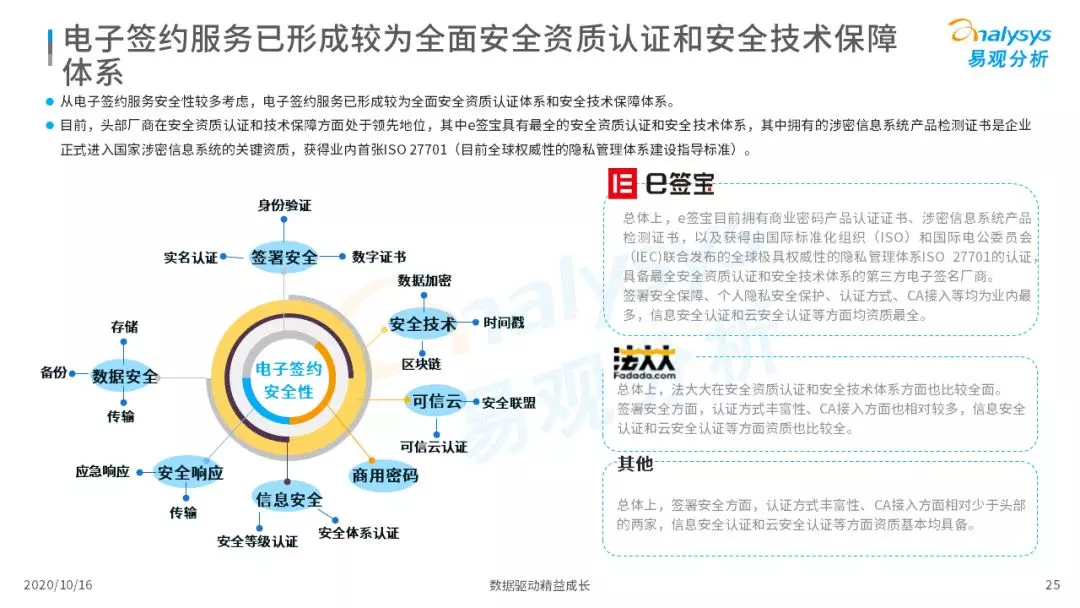 电子签约服务已形成较为全面安全资质认证和安全技术保障
体系
analysys
易观分析
从电子签约服务安全性较多考虑，电子签约服务已形成较为全面安全资质认证体系和安全技术保障体系。
目前，头部厂商在安全资质认证和技术保障方面处于领先地位，其中e签宝具有最全的安全资质认证和安全技术体系，其中拥有的涉密信息系统产品检测证书是企业
正式进入国家涉密信息系统的关键资质，获得业内首张ISO 27701（目前全球权威性的隐私管理体系建设指导标准）。
身份验证
实名认证
签署安全
数字证书
数据加密
安全技术
时间戳
区块链
存储
备份
数据安全
传输
电子签约
安全性
可信云
安全联盟
可信云认证
应急响应
安全响应
传输
商用密码
信息安全
安全等级认证
安全体系认证
e签宝
总体上，e签宝目前拥有商业密码产品认证证书、涉密信息系统产品
检测证书，以及获得由国际标准化组织（ISO）和国际电公委员会
（IEC)联合发布的全球极具权威性的隐私管理体系ISO 27701的认证，
具备最全安全资质认证和安全技术体系的第三方电子签名厂商。
签署安全保障、个人隐私安全保护、认证方式、CA接入等均为业内最
多，信息安全认证和云安全认证等方面均资质最全。
法大大
Fadada.com
总体上，法大大在安全资质认证和安全技术体系方面也比较全面。
签署安全方面，认证方式丰富性、CA接入方面也相对较多，信息安全
认证和云安全认证等方面资质也比较全。
其他
总体上，签署安全方面，认证方式丰富性、CA接入方面相对少于头部
的两家，信息安全认证和云安全认证等方面资质基本均具备。
analysys
易观分析
2020/10/16
数据驱动精益成长
25